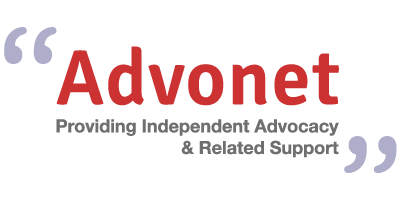 “Advonet
Providing Independent Advocacy
& Related Support”